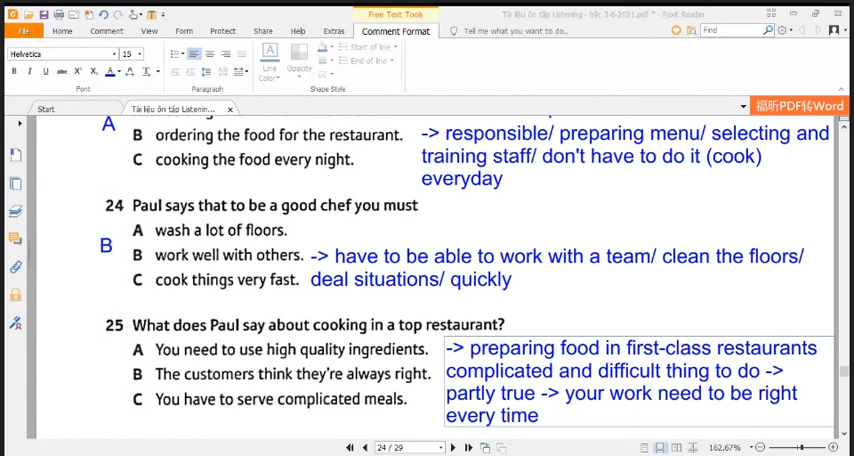 Free Text Tools
Tài liệu ôn tập Listening - bậc 3-6-2021.pdf * - Foxit Reader
File Home Comment View Form Protect Share Help Extras Comment Format Tell me what you want to do... Find
Helvetica 15
B I U abc X² X₂ A A T
Font Paragraph
Line Color
Opacity
Start of line
End of line
Shape Style
Start Tài liệu ôn tập Listenin... 福昕PDF转Word
A
B ordering the food for the restaurant.
C cooking the food every night.
-> responsible/ preparing menu/ selecting and
training staff/ don't have to do it (cook)
everyday
24 Paul says that to be a good chef you must
A wash a lot of floors.
B
B work well with others.
C cook things very fast.
-> have to be able to work with a team/ clean the floors/
deal situations/ quickly
25 What does Paul say about cooking in a top restaurant?
A You need to use high quality ingredients.
B The customers think they're always right.
C You have to serve complicated meals.
-> preparing food in first-class restaurants
complicated and difficult thing to do ->
partly true -> your work need to be right
every time
24 / 29 162.67%